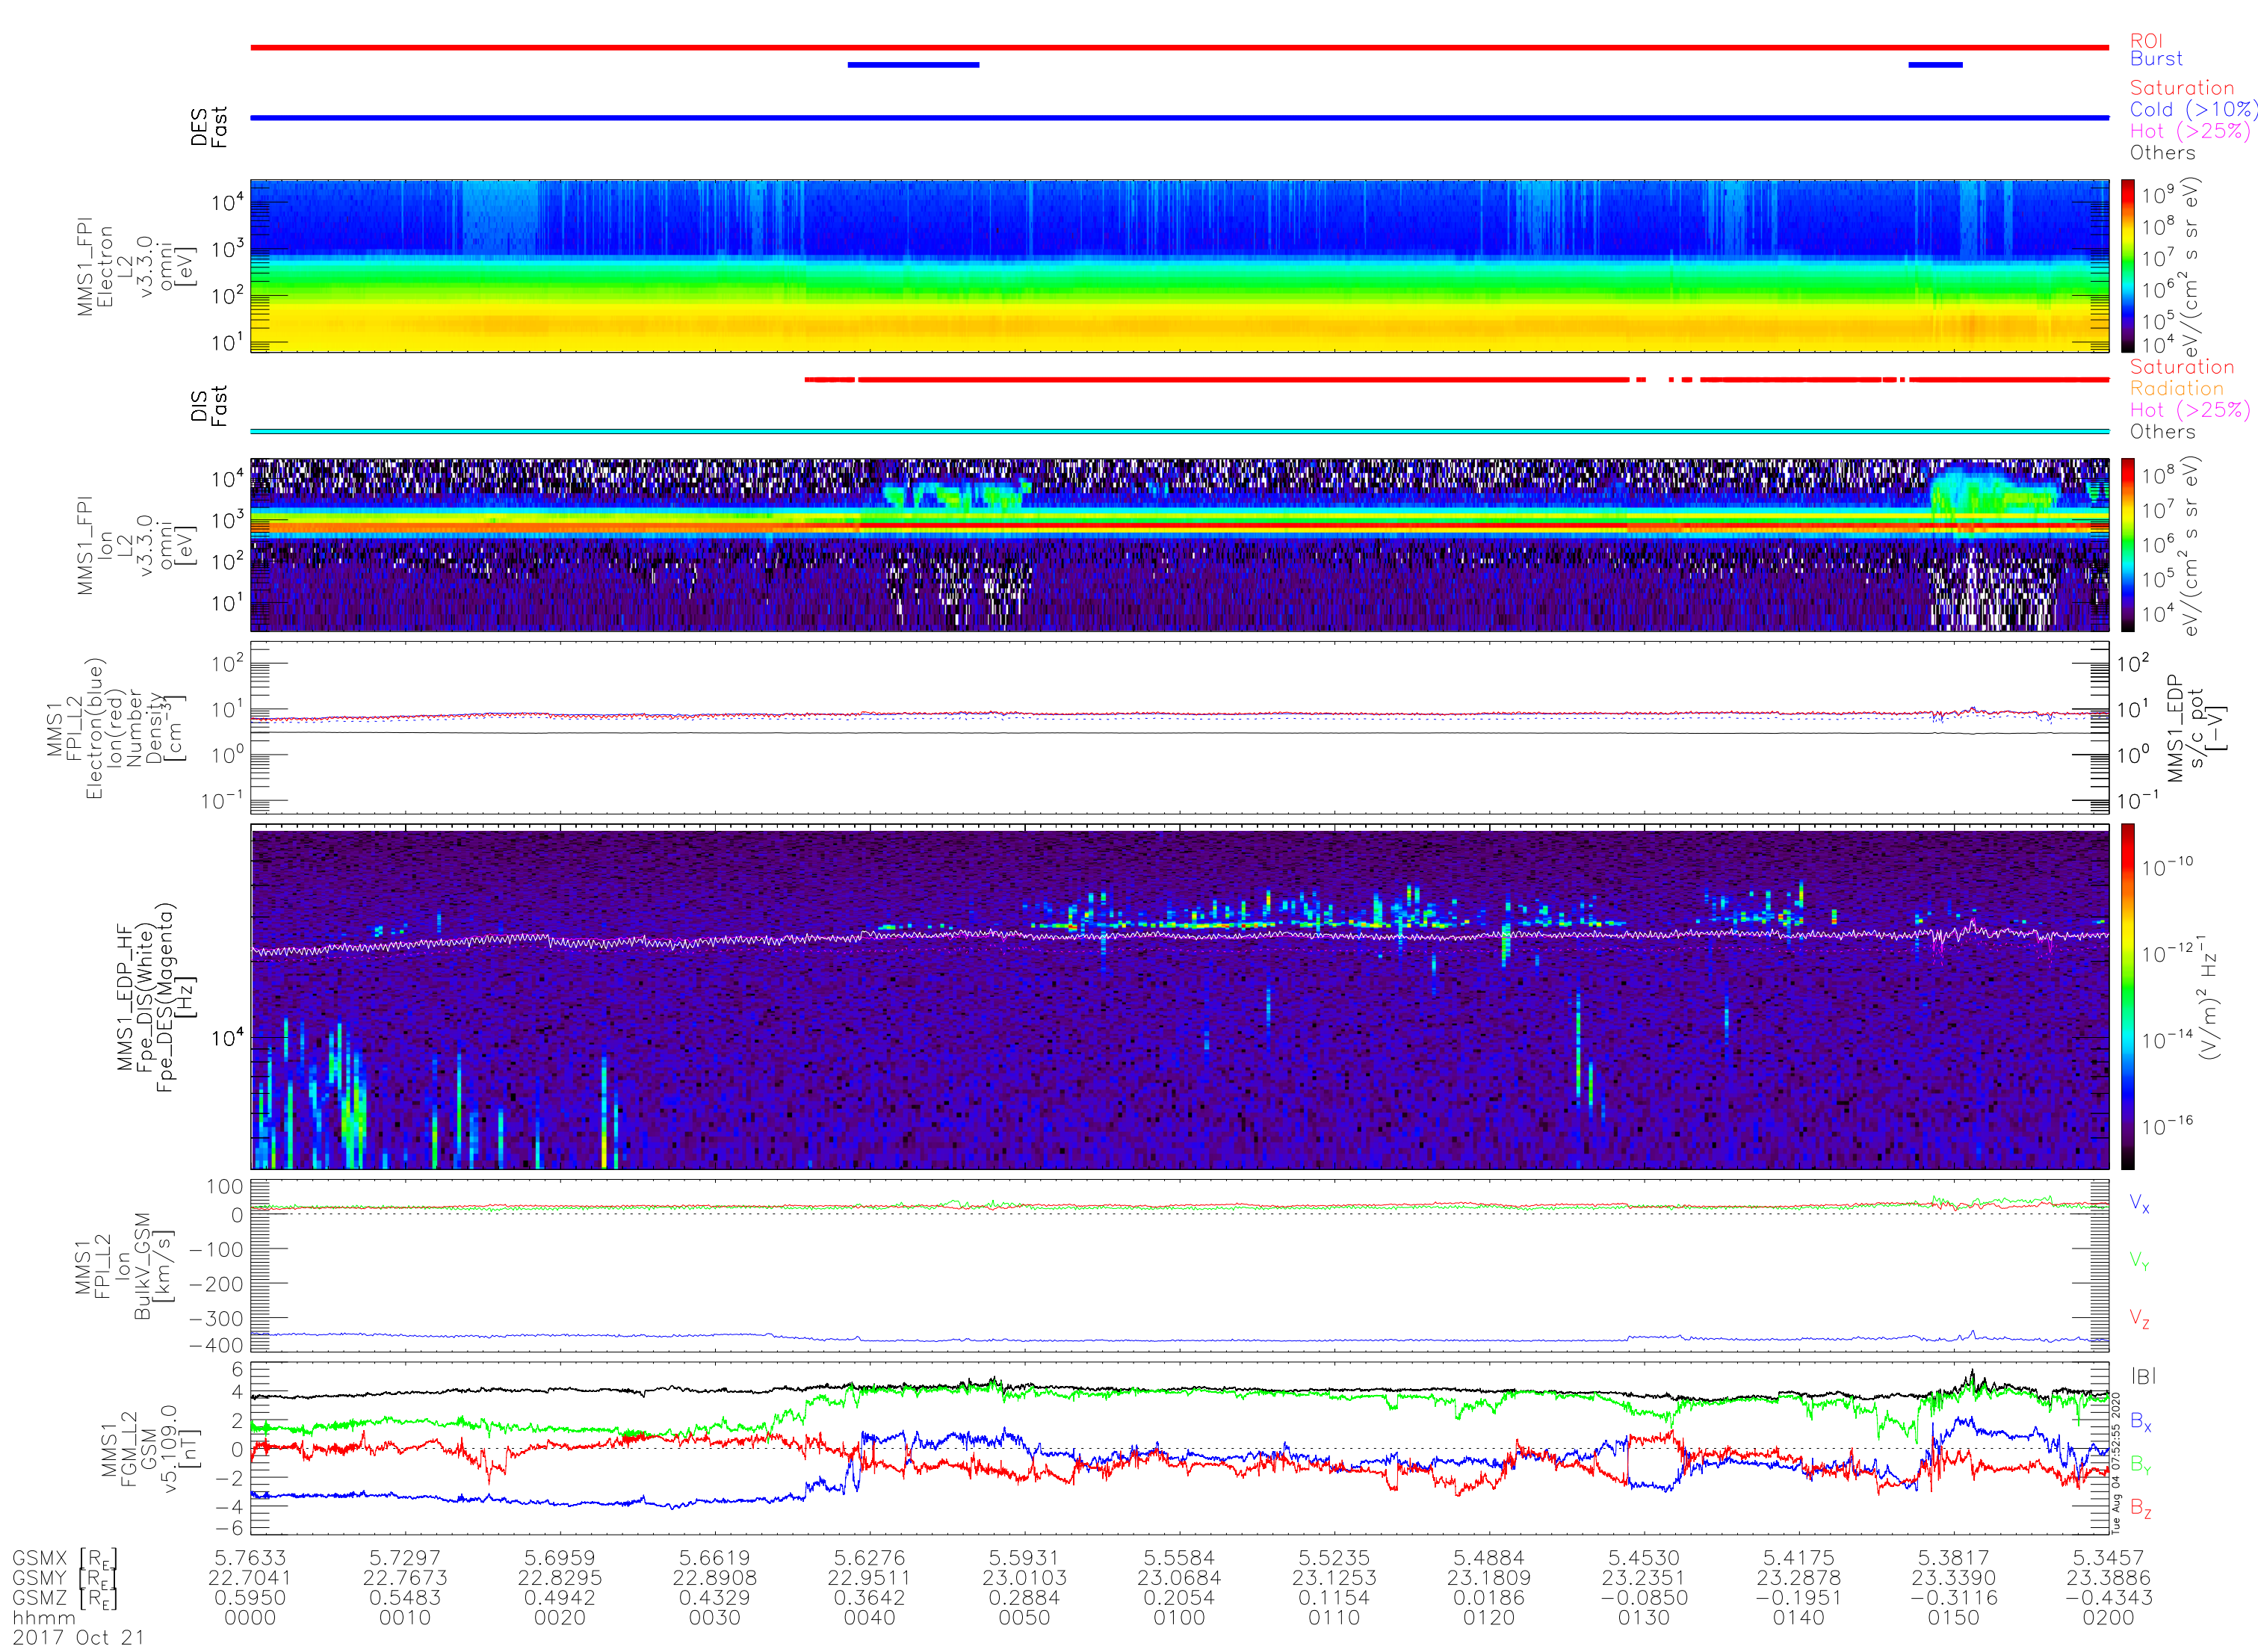 ROI
Burst
DES
Fast
Saturation
Cold (>10%)
Hot (>25%)
Others
MMS1_FPI
Electron
L2
v3.3.0
omni
[eV]
10^4
10^3
10^2
10^1
10^9
10^8
10^7
10^6
10^5
10^4
eV/(cm^2 s sr eV)
DIS
Fast
Saturation
Radiation
Hot (>25%)
Others
MMS1_FPI
Ion
L2
v3.3.0
omni
[eV]
10^4
10^3
10^2
10^1
10^8
10^7
10^6
10^5
10^4
eV/(cm^2 s sr eV)
MMS1
FPI_L2
Electron(blue)
Ion(red)
Number
Density
[cm^-3]
10^2
10^1
10^0
10^-1
10^2
10^1
10^0
10^-1
MMS1_EDP
s/c pot
[-V]
MMS1_EDP_HF
Fpe_DIS(White)
Fpe_DES(Magenta)
[Hz]
10^4
10^-10
10^-12
10^-14
10^-16
(V/m)^2 Hz^-1
MMS1
FPI_L2
Ion
BulkV_GSM
[km/s]
100
0
-100
-200
-300
-400
V_X
V_Y
V_Z
MMS1
FGM_L2
GSM
v5.109.0
[nT]
6
4
2
0
-2
-4
-6
|B|
B_X
B_Y
B_Z
Tue Aug 04 07:52:55 2020
GSMX [R_E] 5.7633 5.7297 5.6959 5.6619 5.6276 5.5931 5.5584 5.5235 5.4884 5.4530 5.4175 5.3817 5.3457
GSMY [R_E] 22.7041 22.7673 22.8295 22.8908 22.9511 23.0103 23.0684 23.1253 23.1809 23.2351 23.2878 23.3390 23.3886
GSMZ [R_E] 0.5950 0.5483 0.4942 0.4329 0.3642 0.2884 0.2054 0.1154 0.0186 -0.0850 -0.1951 -0.3116 -0.4343
hhmm 0000 0010 0020 0030 0040 0050 0100 0110 0120 0130 0140 0150 0200
2017 Oct 21